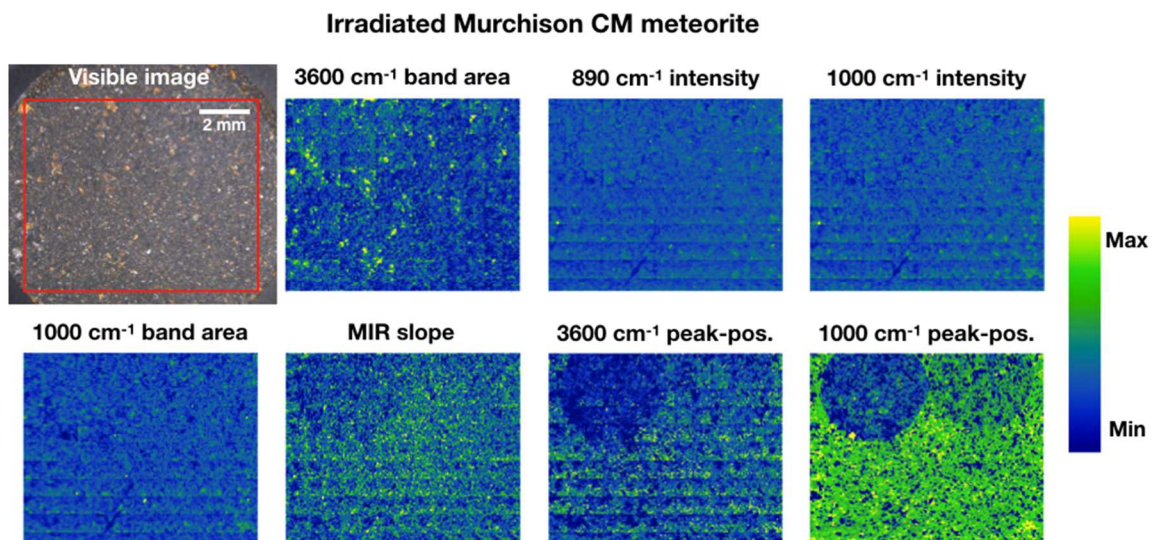 Irradiated Murchison CM meteorite
Visible image
2 mm
3600 cm⁻¹ band area
890 cm⁻¹ intensity
1000 cm⁻¹ intensity
Max
Min
1000 cm⁻¹ band area
MIR slope
3600 cm⁻¹ peak-pos.
1000 cm⁻¹ peak-pos.